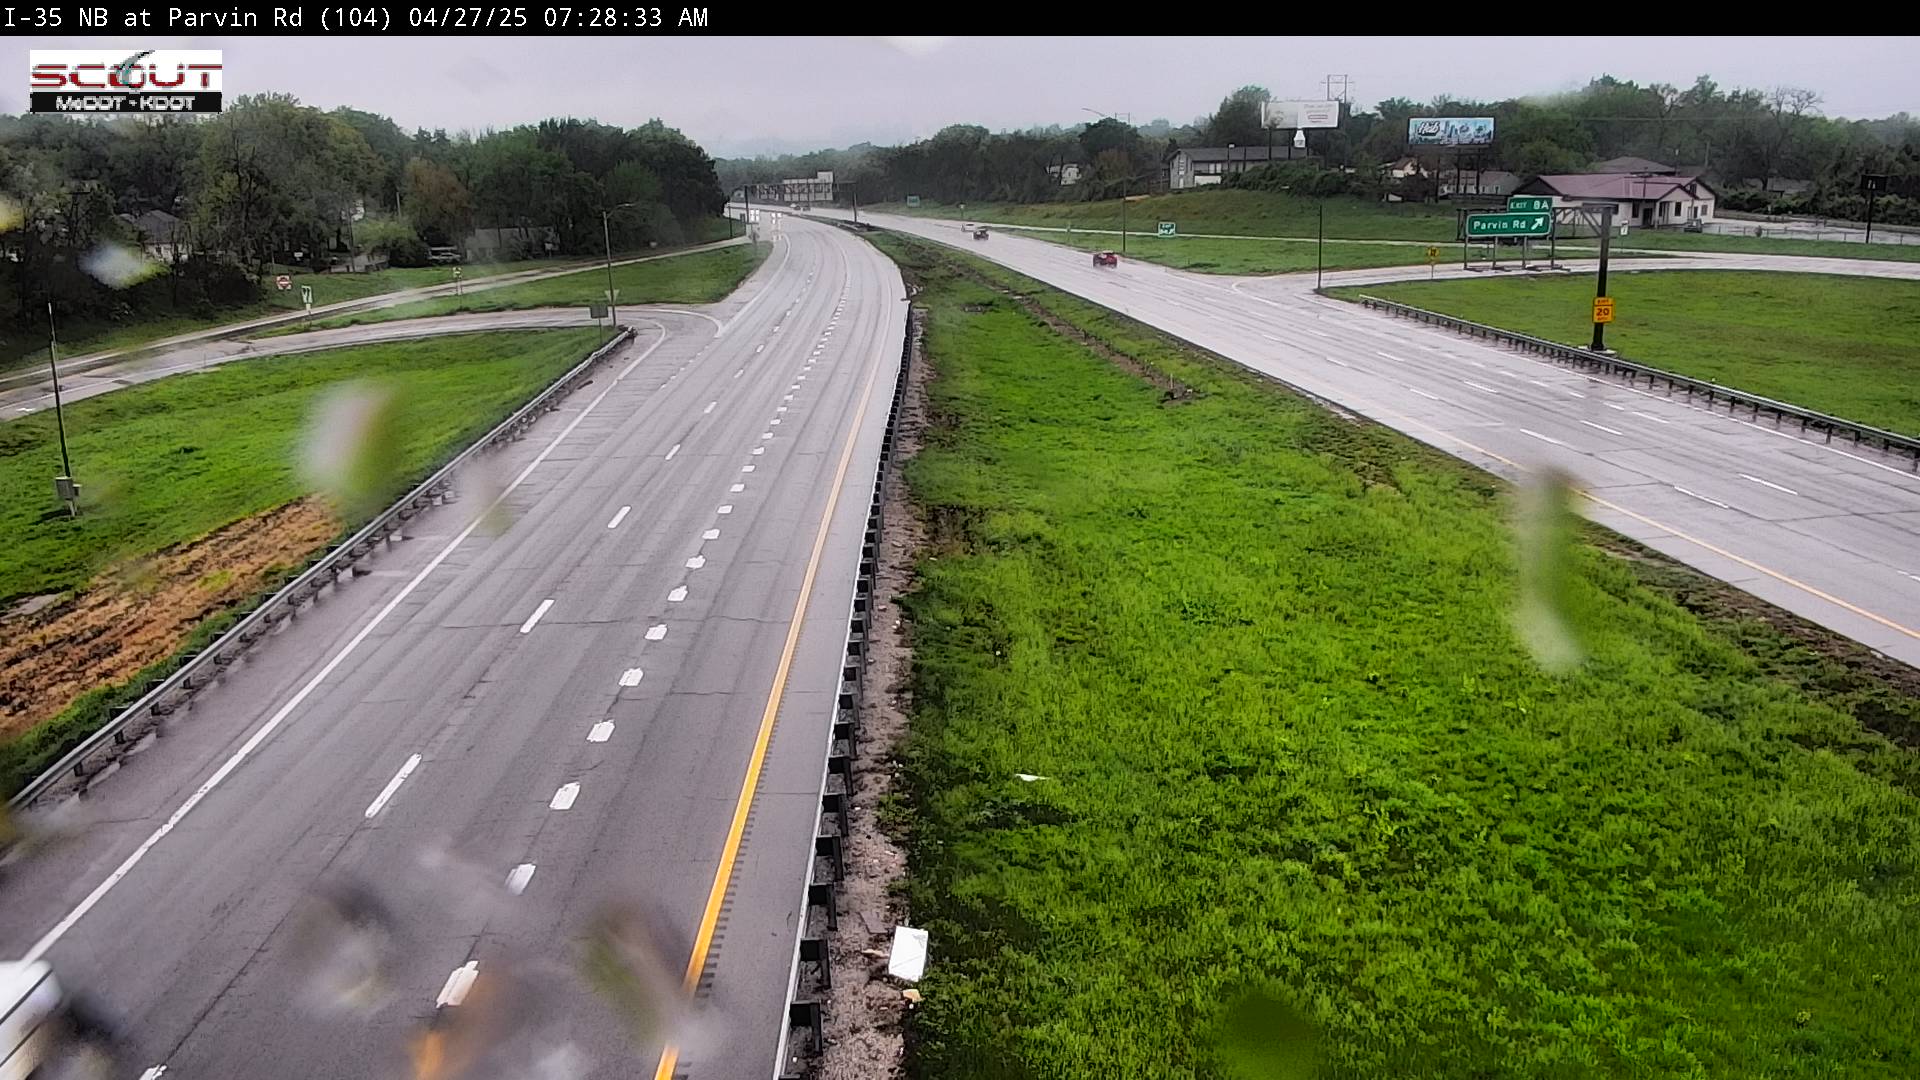 I-35 NB at Parvin Rd (104) 04/27/25 07:28:33 AM
SCOUT
MoDOT - KDOT
EXIT 8A
Parvin Rd
EXIT
20